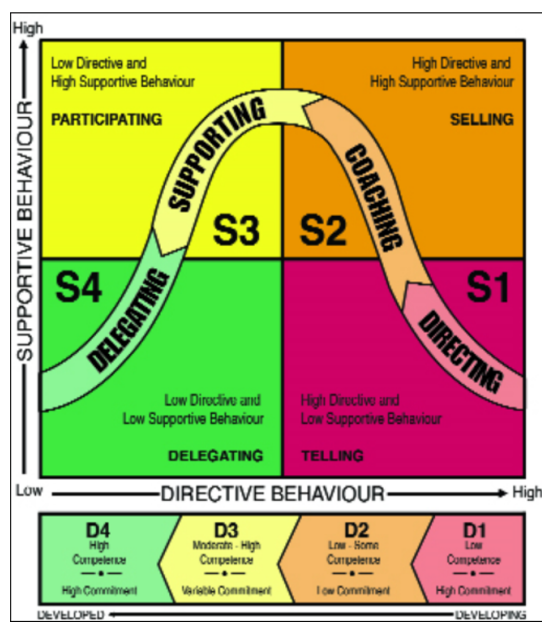 High
Low Directive and
High Supportive Behaviour
PARTICIPATING
High Directive and
High Supportive Behaviour
SELLING
SUPPORTING
COACHING
S3
S2
SUPPORTIVE BEHAVIOUR
S4
S1
DELEGATING
DIRECTING
Low Directive and
Low Supportive Behaviour
DELEGATING
High Directive and
Low Supportive Behaviour
TELLING
Low
DIRECTIVE BEHAVIOUR
High
D4
High
Competence
High Commitment
D3
Moderate - High
Competence
Variable Commitment
D2
Low - Some
Competence
Low Commitment
D1
Low
Competence
High Commitment
DEVELOPED
DEVELOPING